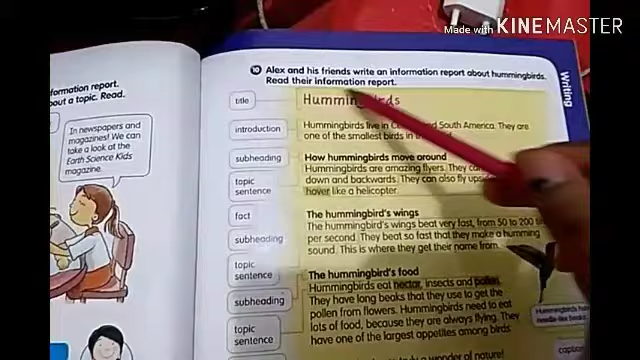 Made with KINEMASTER
formation report.
out a topic. Read.
In newspapers and
magazines! We can
take a look at the
Earth Science Kids
magazine.
Writing
10 Alex and his friends write an information report about hummingbirds.
Read their information report.
title
Hummingbirds
introduction
Hummingbirds live in and South America. They are
one of the smallest birds in
subheading
How hummingbirds move around
topic
sentence
Hummingbirds are amazing flyers. They
down and backwards. They can also fly
hover like a helicopter.
fact
The hummingbird's wings
subheading
The hummingbird's wings beat very fast, from 50 to 200
per second. They beat so fast that they make a humming
sound. This is where they get their name from.
topic
sentence
The hummingbird's food
subheading
Hummingbirds eat nectar, insects and pollen.
They have long beaks that they use to get the
pollen from flowers. Hummingbirds need to eat
topic
sentence
lots of food, because they are always flying. They
have one of the largest appetites among birds
Hummingbirds
needle-like beaks
caption
a wonder of nature!